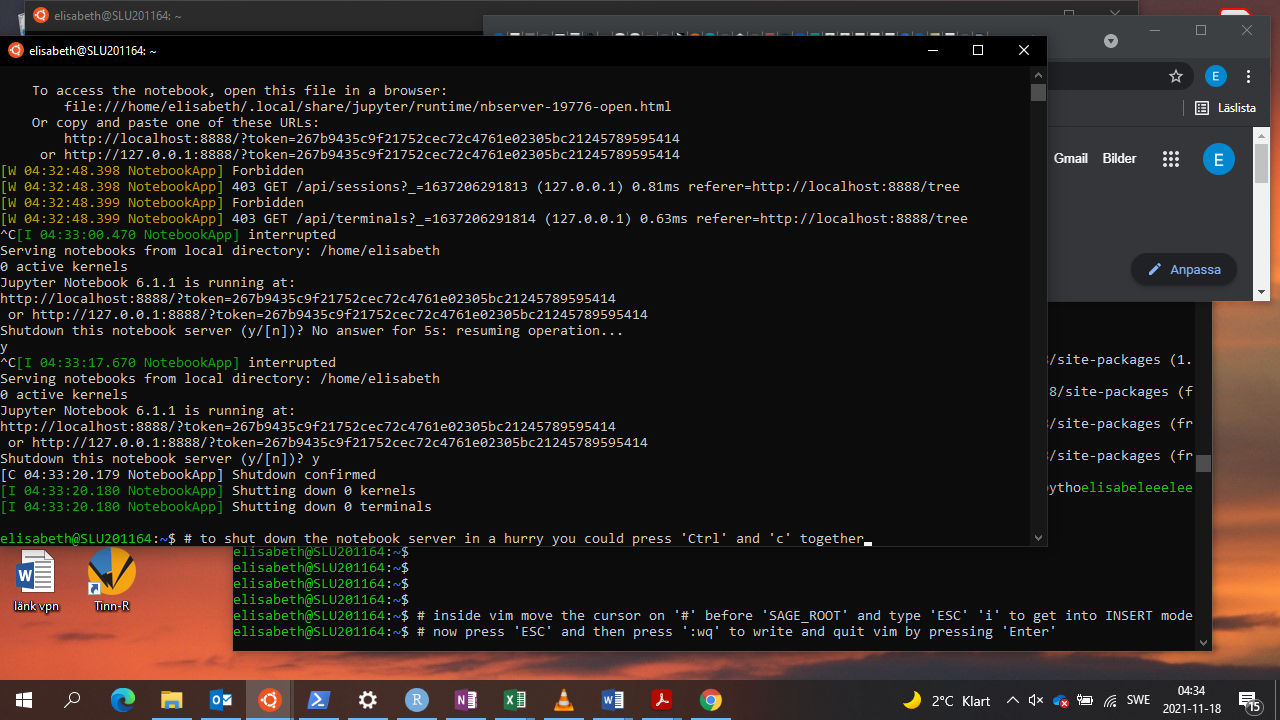 elisabeth@SLU201164: ~
elisabeth@SLU201164: ~
To access the notebook, open this file in a browser:
file:///home/elisabeth/.local/share/jupyter/runtime/nbserver-19776-open.html
Or copy and paste one of these URLs:
http://localhost:8888/?token=267b9435c9f21752cec72c4761e02305bc21245789595414
or http://127.0.0.1:8888/?token=267b9435c9f21752cec72c4761e02305bc21245789595414
[W 04:32:48.398 NotebookApp] Forbidden
[W 04:32:48.398 NotebookApp] 403 GET /api/sessions?_=1637206291813 (127.0.0.1) 0.81ms referer=http://localhost:8888/tree
[W 04:32:48.399 NotebookApp] Forbidden
[W 04:32:48.399 NotebookApp] 403 GET /api/terminals?_=1637206291814 (127.0.0.1) 0.63ms referer=http://localhost:8888/tree
^C[I 04:33:00.470 NotebookApp] interrupted
Serving notebooks from local directory: /home/elisabeth
0 active kernels
Jupyter Notebook 6.1.1 is running at:
http://localhost:8888/?token=267b9435c9f21752cec72c4761e02305bc21245789595414
or http://127.0.0.1:8888/?token=267b9435c9f21752cec72c4761e02305bc21245789595414
Shutdown this notebook server (y/[n])? No answer for 5s: resuming operation...
y
^C[I 04:33:17.670 NotebookApp] interrupted
Serving notebooks from local directory: /home/elisabeth
0 active kernels
Jupyter Notebook 6.1.1 is running at:
http://localhost:8888/?token=267b9435c9f21752cec72c4761e02305bc21245789595414
or http://127.0.0.1:8888/?token=267b9435c9f21752cec72c4761e02305bc21245789595414
Shutdown this notebook server (y/[n])? y
[C 04:33:20.179 NotebookApp] Shutdown confirmed
[I 04:33:20.180 NotebookApp] Shutting down 0 kernels
[I 04:33:20.180 NotebookApp] Shutting down 0 terminals
elisabeth@SLU201164:~$ # to shut down the notebook server in a hurry you could press 'Ctrl' and 'c' together
E
Läslista
Gmail Bilder E
Anpassa
/site-packages (1.
8/site-packages (f
/site-packages (fr
/site-packages (fr
ythoelisabeleeelee
elisabeth@SLU201164:~$
elisabeth@SLU201164:~$
elisabeth@SLU201164:~$
elisabeth@SLU201164:~$
elisabeth@SLU201164:~$ # inside vim move the cursor on '#' before 'SAGE_ROOT' and type 'ESC' 'i' to get into INSERT mode
elisabeth@SLU201164:~$ # now press 'ESC' and then press ':wq' to write and quit vim by pressing 'Enter'
länk vpn
Tinn-R
2°C Klart
SWE
04:34
2021-11-18
15